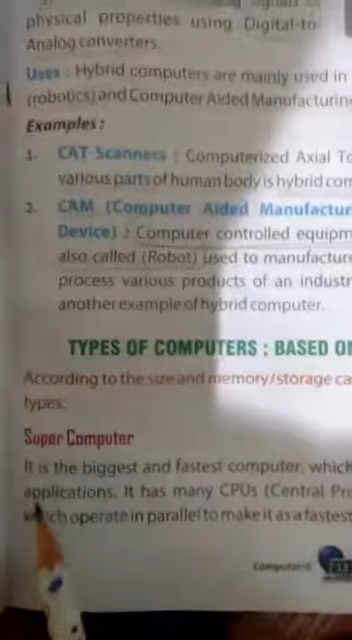 physical properties using Digital-to-
Analog converters.
Uses : Hybrid computers are mainly used in
(robotics) and Computer Aided Manufacturin
Examples :
1. CAT Scanners : Computerized Axial To
various parts of human body is hybrid com
2. CAM (Computer Aided Manufactur
Device) : Computer controlled equipm
also called (Robot) used to manufacture
process various products of an industr
another example of hybrid computer.
TYPES OF COMPUTERS : BASED O
According to the size and memory/storage ca
types:
Super Computer
It is the biggest and fastest computer, which
applications. It has many CPUs (Central Pro
which operate in parallel to make it as a fastest